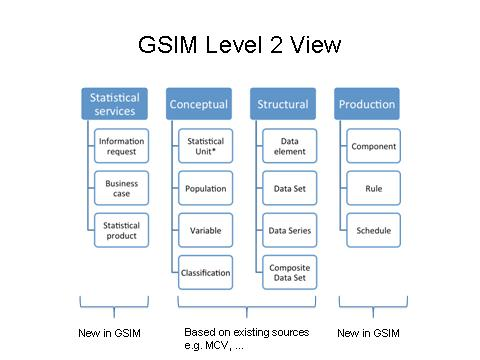 GSIM Level 2 View
Statistical
services
Information
request
Business
case
Statistical
product
Conceptual
Statistical
Unit*
Population
Variable
Classification
Structural
Data
element
Data Set
Data Series
Composite
Data Set
Production
Component
Rule
Schedule
New in GSIM
Based on existing sources
e.g. MCV, ...
New in GSIM